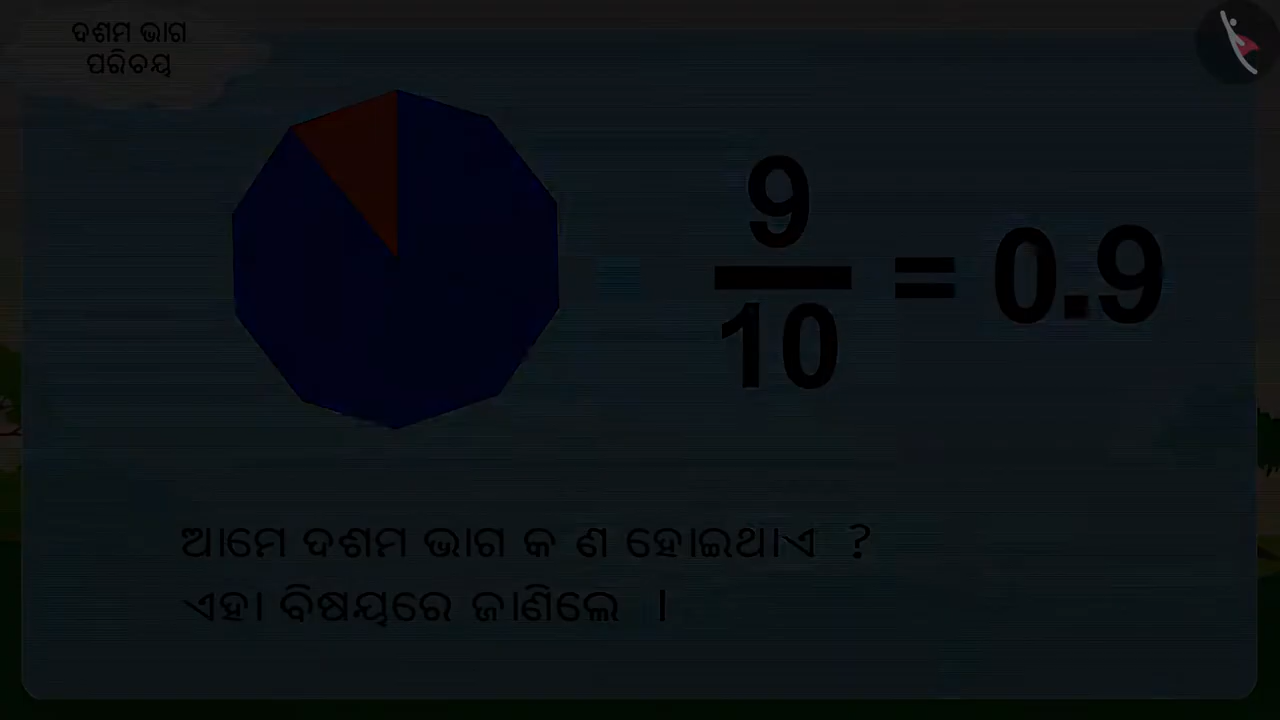 ଦଶମ ଭାଗ
ପରିଚୟ
9
10
= 0.9
ଆମେ ଦଶମ ଭାଗ କ ଣ ହୋଇଥାଏ ?
ଏହା ବିଷୟରେ ଜାଣିଲେ ।